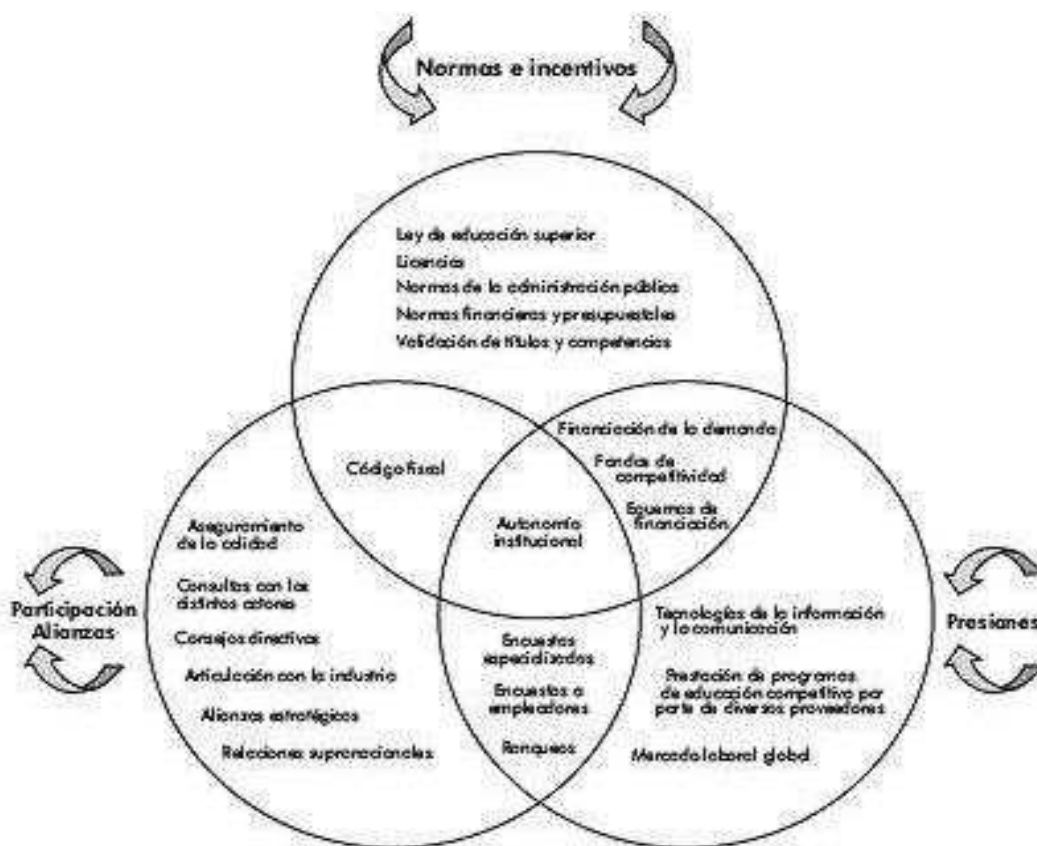 Normas e incentivos
Ley de educación superior
Licencias
Normas de la administración pública
Normas financieras y presupuestales
Validación de títulos y competencias
Financiación de la demanda
Código fiscal
Fondos de
competitividad
Equemas de
financiación
Autonomía
institucional
Aseguramiento
de la calidad
Participación
Alianzas
Consultas con los
distintos actores
Consejos directivos
Articulación con la industria
Alianzas estratégicas
Relaciones supranacionales
Encuestas
especializadas
Encuestas a
empleadores
Ranqueos
Tecnologías de la información
y la comunicación
Prestación de programas
de educación competitiva por
parte de diversos proveedores
Mercado laboral global
Presiones